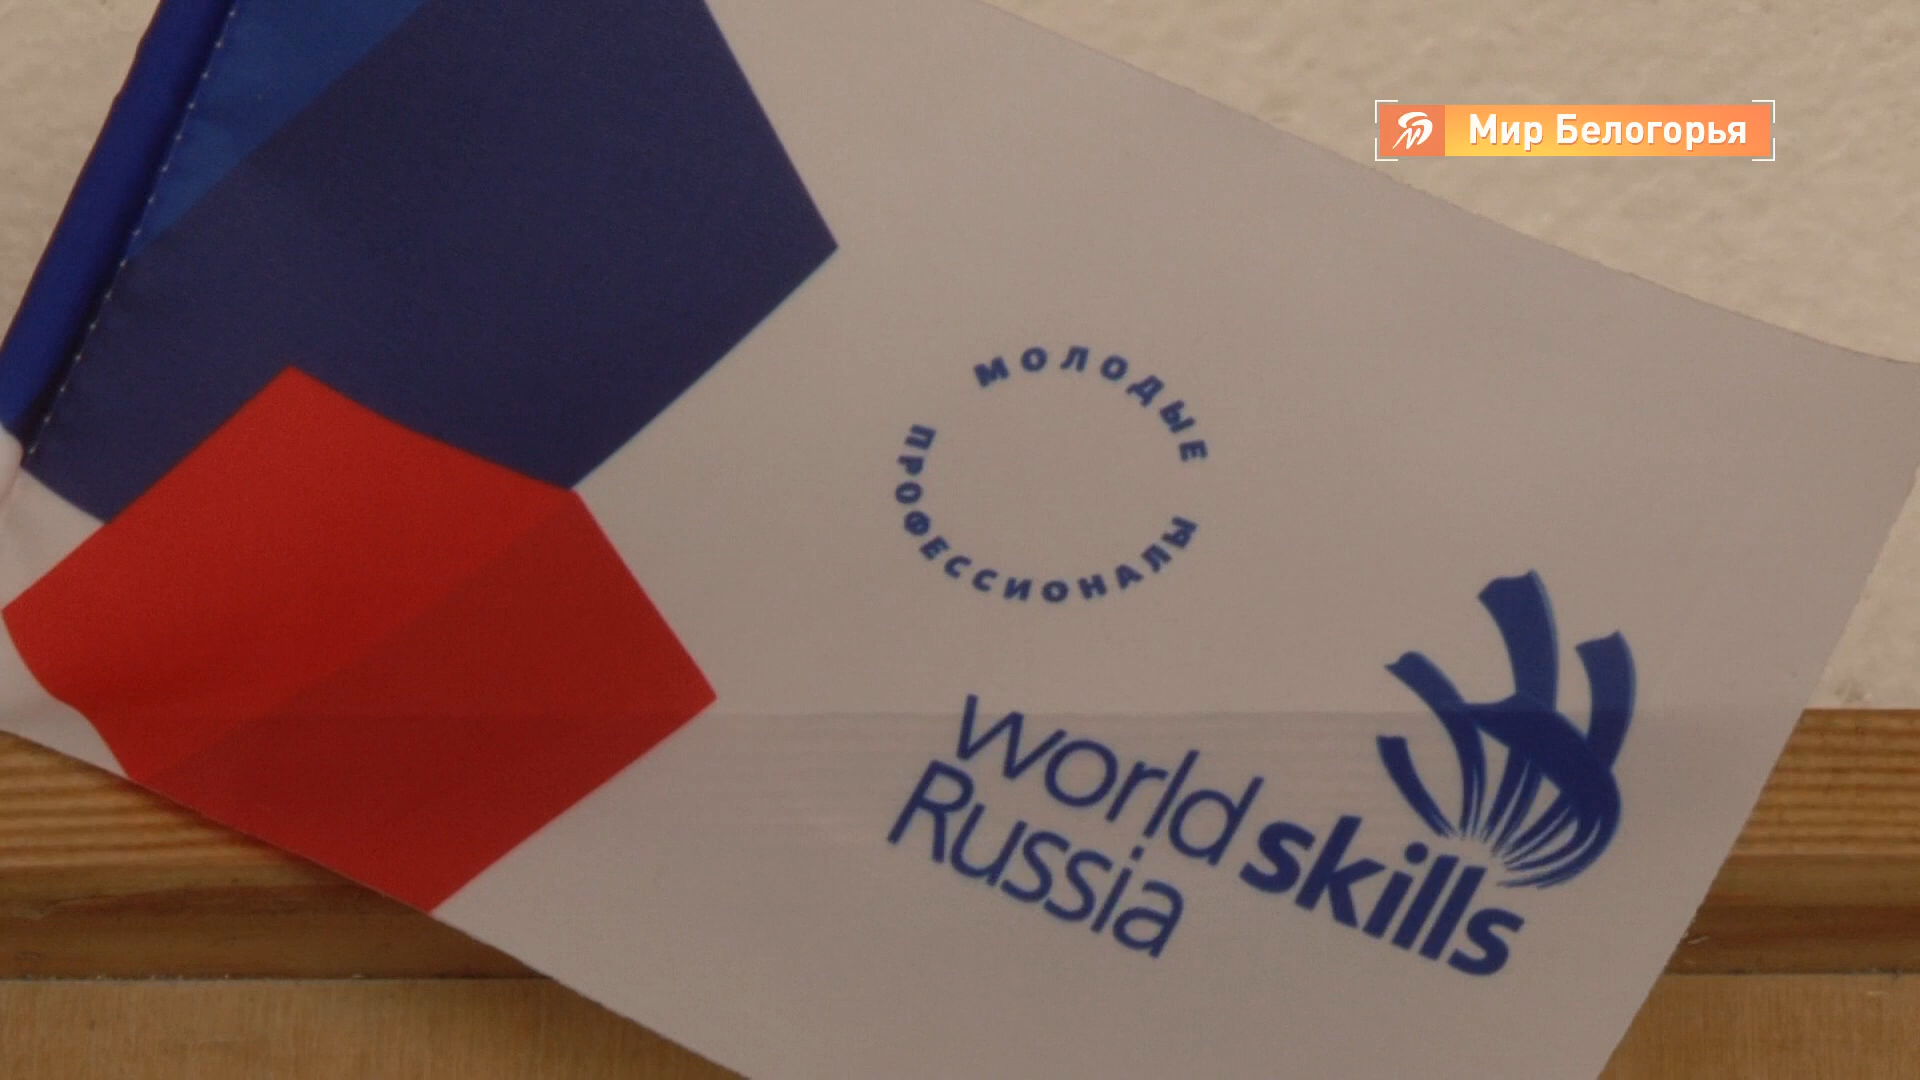 Мир Белогорья
МОЛОДЫЕ
ПРОФЕССИОНАЛЫ
world skills
Russia